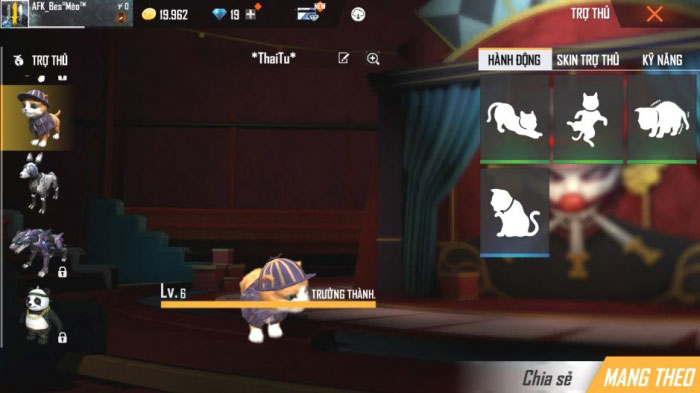 AFK_Bes°Mèo™
0
19.962
19
TRỢ THỦ
TRỢ THỦ
*ThaiTu*
HÀNH ĐỘNG
SKIN TRỢ THỦ
KỸ NĂNG
Lv. 6
TRƯỞNG THÀNH.
Chia sẻ
MANG THEO